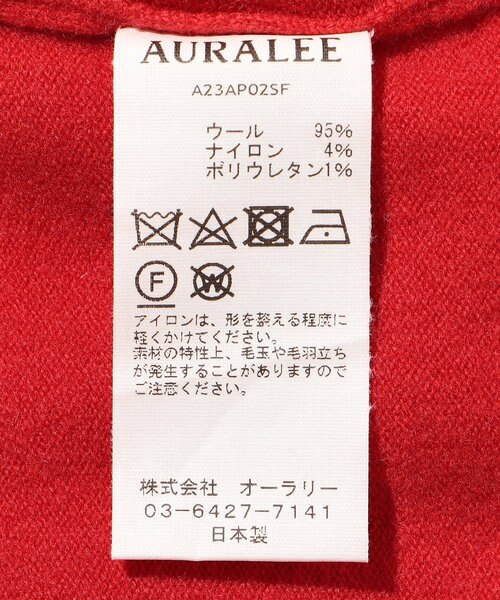 AURALEE
A23AP02SF
ウール 95%
ナイロン 4%
ポリウレタン1%
F W
アイロンは、形を整える程度に
軽くかけてください。
素材の特性上、毛玉や毛羽立ち
が発生することがありますので
ご注意ください。
株式会社 オーラリー
03-6427-7141
日本製